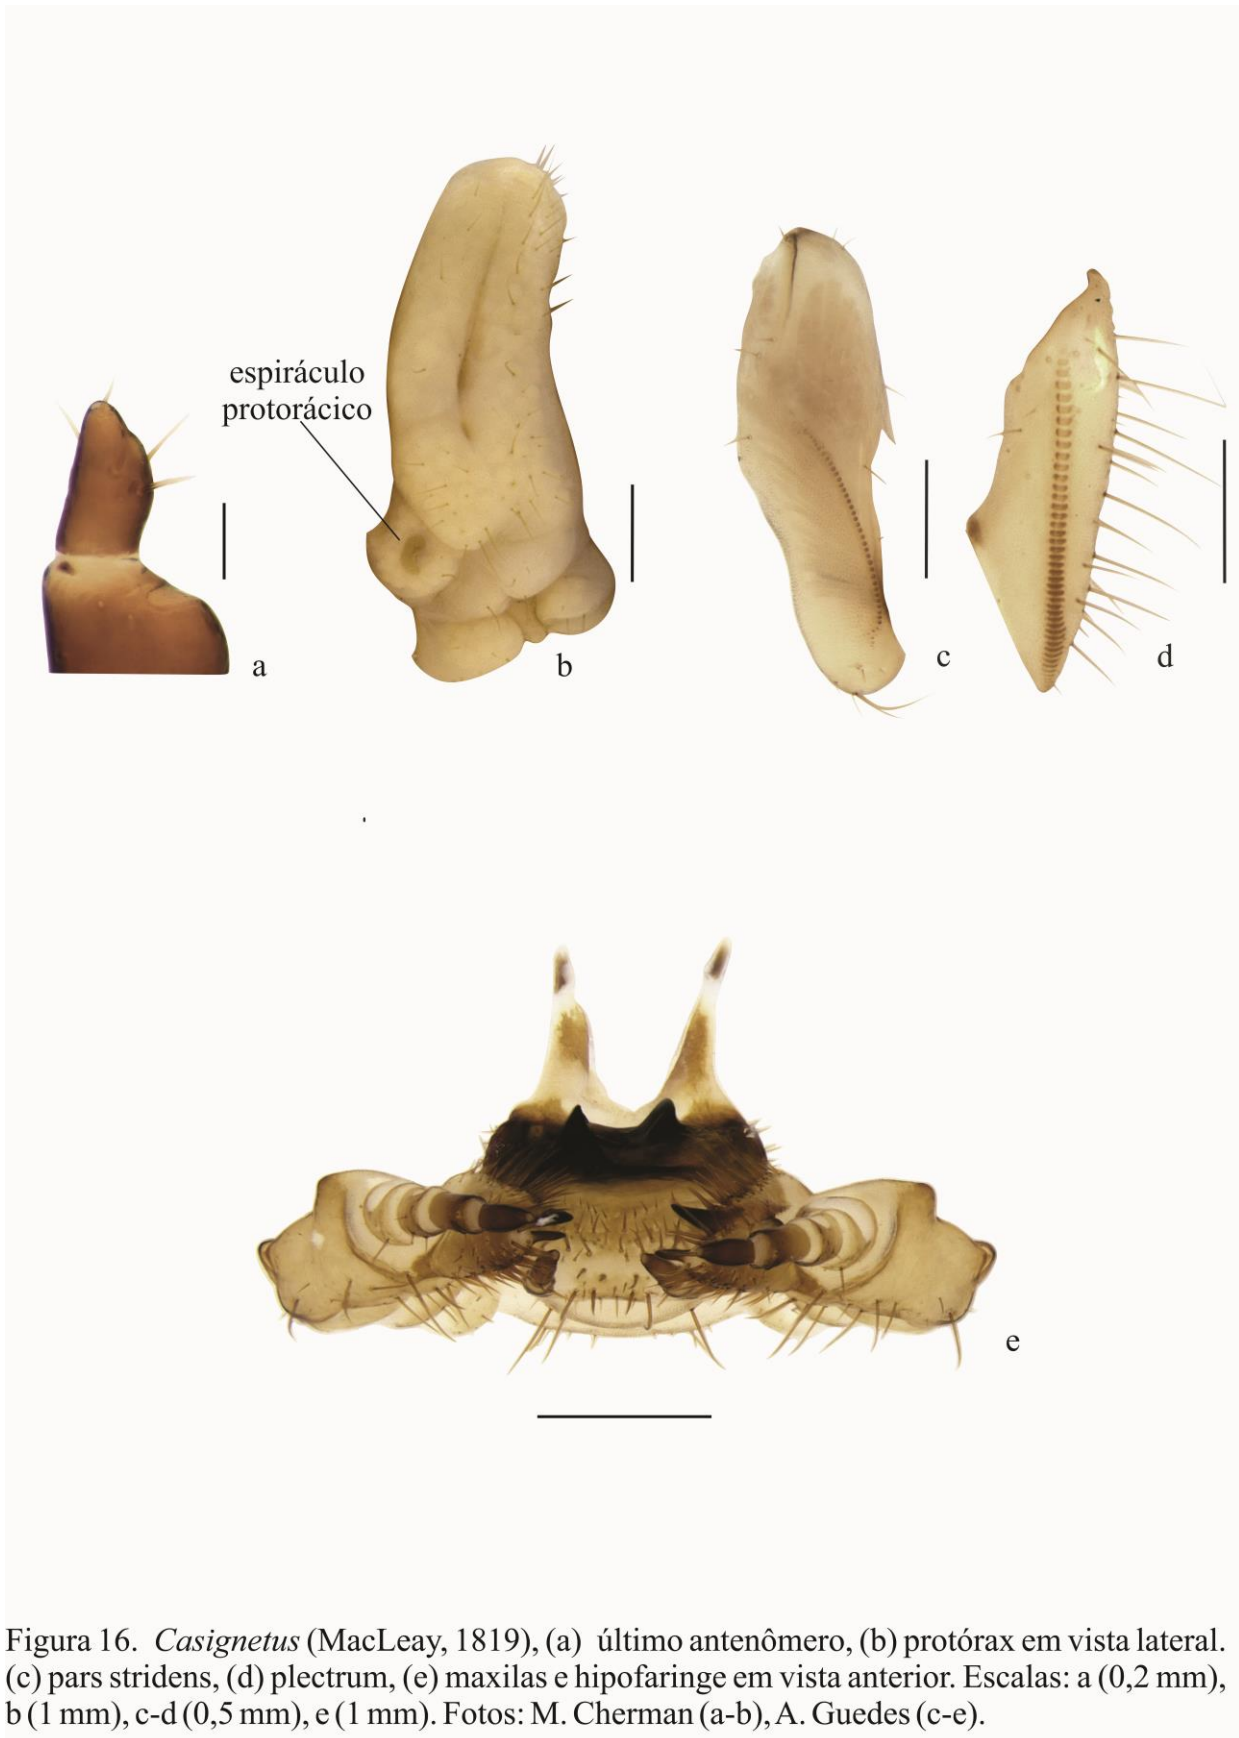 espiráculo
protorácico
a
b
c
d
e
Figura 16. Casignetus (MacLeay, 1819), (a) último antenômero, (b) protórax em vista lateral.
(c) pars stridens, (d) plectrum, (e) maxilas e hipofaringe em vista anterior. Escalas: a (0,2 mm),
b (1 mm), c-d (0,5 mm), e (1 mm). Fotos: M. Cherman (a-b), A. Guedes (c-e).